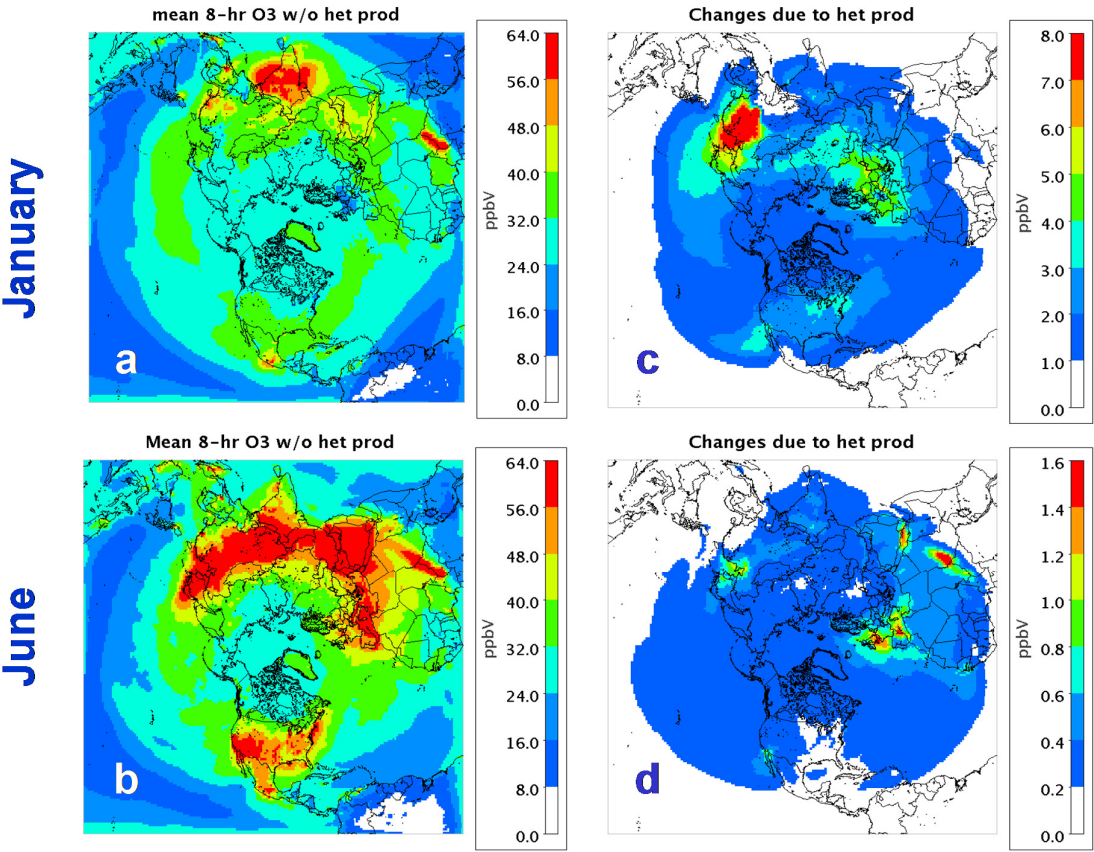 mean 8-hr O3 w/o het prod
Changes due to het prod
January
a
64.0
56.0
48.0
40.0
32.0
24.0
16.0
8.0
0.0
ppbV
c
8.0
7.0
6.0
5.0
4.0
3.0
2.0
1.0
0.0
ppbV
Mean 8-hr O3 w/o het prod
Changes due to het prod
June
b
64.0
56.0
48.0
40.0
32.0
24.0
16.0
8.0
0.0
ppbV
d
1.6
1.4
1.2
1.0
0.8
0.6
0.4
0.2
0.0
ppbV